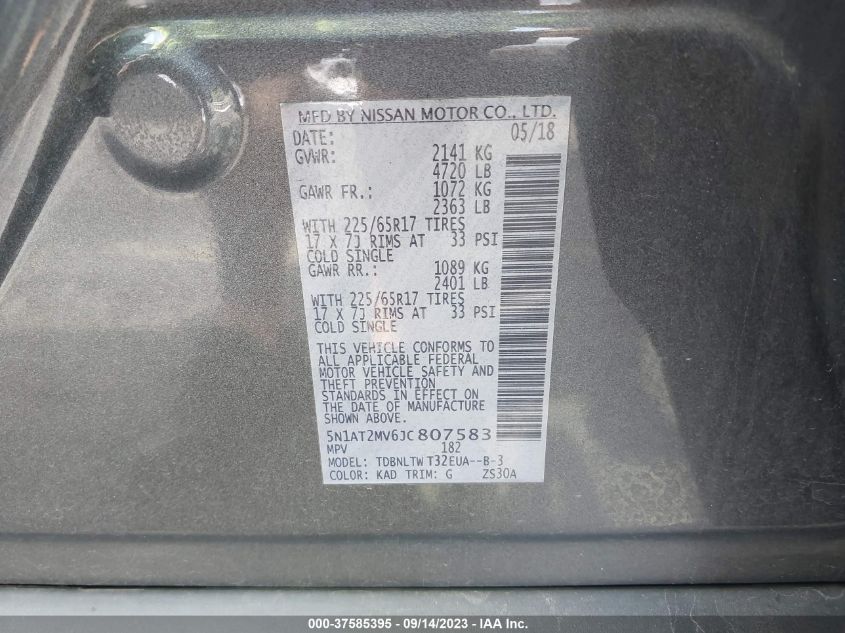 MFD BY NISSAN MOTOR CO., LTD.
DATE: 05/18
GVWR: 2141 KG
4720 LB
GAWR FR.: 1072 KG
2363 LB
WITH 225/65R17 TIRES
17 X 7J RIMS AT 33 PSI
COLD SINGLE
GAWR RR.: 1089 KG
2401 LB
WITH 225/65R17 TIRES
17 X 7J RIMS AT 33 PSI
COLD SINGLE
THIS VEHICLE CONFORMS TO
ALL APPLICABLE FEDERAL
MOTOR VEHICLE SAFETY AND
THEFT PREVENTION
STANDARDS IN EFFECT ON
THE DATE OF MANUFACTURE
SHOWN ABOVE.
5N1AT2MV6JC807583
MPV 182
MODEL: TDBNLTW T32EUA--B-3
COLOR: KAD TRIM: G ZS30A
000-37585395 - 09/14/2023 - IAA Inc.